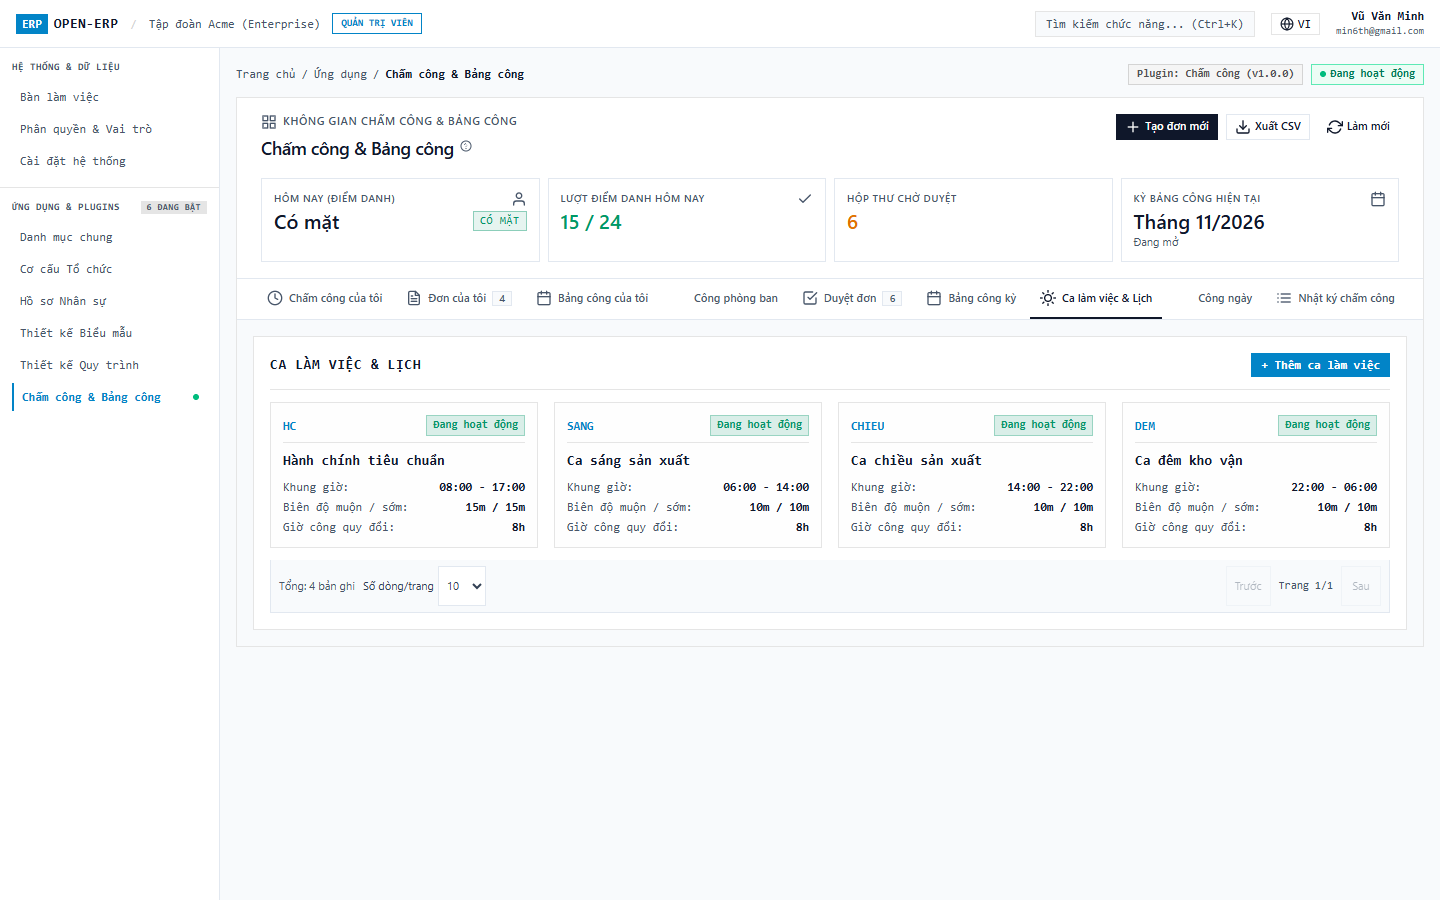 ERP OPEN-ERP / Tập đoàn Acme (Enterprise) QUẢN TRỊ VIÊN
Tìm kiếm chức năng... (Ctrl+K)
VI
Vũ Văn Minh
min6th@gmail.com
HỆ THỐNG & DỮ LIỆU
Bàn làm việc
Phân quyền & Vai trò
Cài đặt hệ thống
ỨNG DỤNG & PLUGINS 6 ĐANG BẬT
Danh mục chung
Cơ cấu Tổ chức
Hồ sơ Nhân sự
Thiết kế Biểu mẫu
Thiết kế Quy trình
Chấm công & Bảng công
Trang chủ / Ứng dụng / Chấm công & Bảng công
Plugin: Chấm công (v1.0.0)
Đang hoạt động
KHÔNG GIAN CHẤM CÔNG & BẢNG CÔNG
Chấm công & Bảng công
Tạo đơn mới
Xuất CSV
Làm mới
HÔM NAY (ĐIỂM DANH)
Có mặt
CÓ MẶT
LƯỢT ĐIỂM DANH HÔM NAY
15 / 24
HỘP THƯ CHỜ DUYỆT
6
KỲ BẢNG CÔNG HIỆN TẠI
Tháng 11/2026
Đang mở
Chấm công của tôi
Đơn của tôi 4
Bảng công của tôi
Công phòng ban
Duyệt đơn 6
Bảng công kỳ
Ca làm việc & Lịch
Công ngày
Nhật ký chấm công
CA LÀM VIỆC & LỊCH
+ Thêm ca làm việc
HC Đang hoạt động
Hành chính tiêu chuẩn
Khung giờ: 08:00 - 17:00
Biên độ muộn / sớm: 15m / 15m
Giờ công quy đổi: 8h
SANG Đang hoạt động
Ca sáng sản xuất
Khung giờ: 06:00 - 14:00
Biên độ muộn / sớm: 10m / 10m
Giờ công quy đổi: 8h
CHIEU Đang hoạt động
Ca chiều sản xuất
Khung giờ: 14:00 - 22:00
Biên độ muộn / sớm: 10m / 10m
Giờ công quy đổi: 8h
DEM Đang hoạt động
Ca đêm kho vận
Khung giờ: 22:00 - 06:00
Biên độ muộn / sớm: 10m / 10m
Giờ công quy đổi: 8h
Tổng: 4 bản ghi Số dòng/trang 10
Trước Trang 1/1 Sau